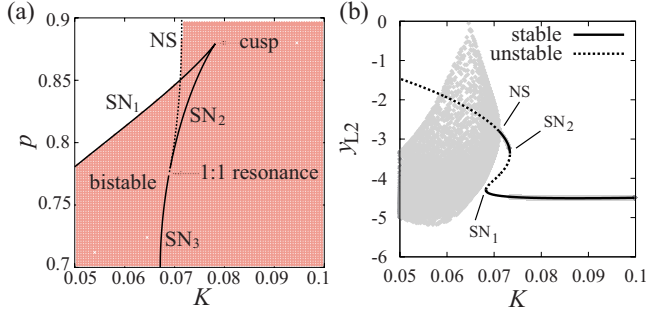 (a)
0.9
0.85
0.8
0.75
0.7
p
NS
cusp
SN1
SN2
bistable
1:1 resonance
SN3
0.05 0.06 0.07 0.08 0.09 0.1
K
(b)
0
-1
-2
-3
-4
-5
-6
yL2
stable
unstable
NS
SN2
SN1
0.05 0.06 0.07 0.08 0.09 0.1
K